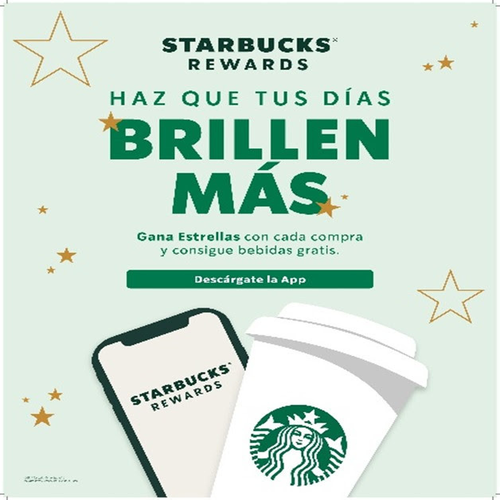 STARBUCKS®
REWARDS
HAZ QUE TUS DÍAS
BRILLEN
MÁS
Gana Estrellas con cada compra
y consigue bebidas gratis.
Descárgate la App
STARBUCKS®
REWARDS